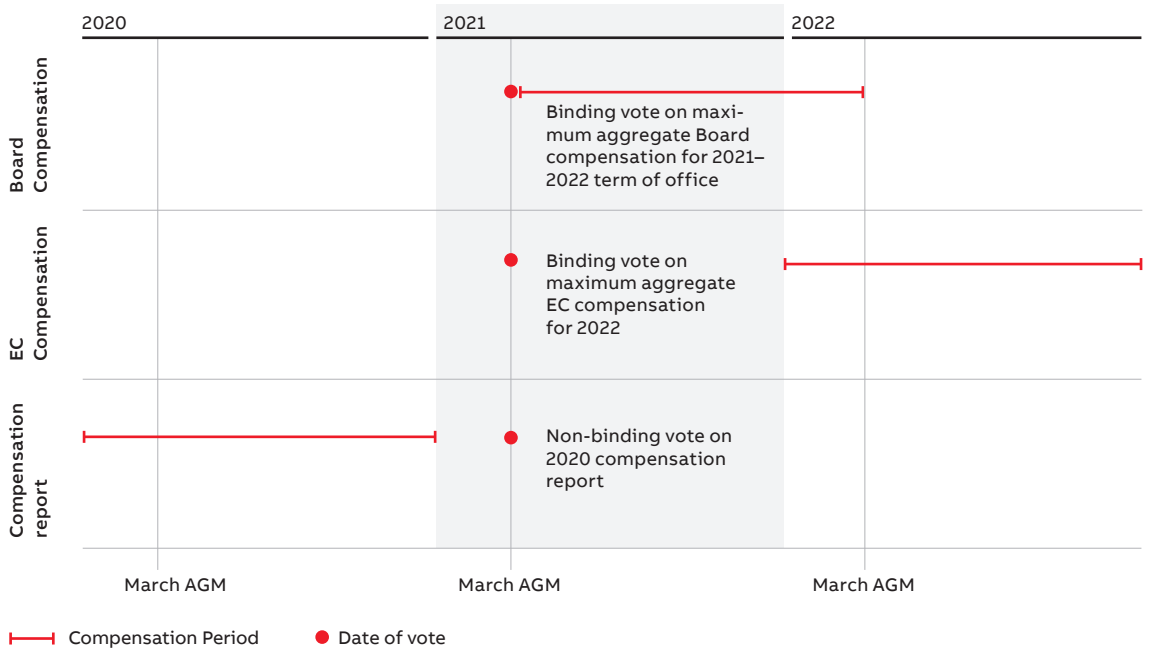 2020
2021
2022
Board
Compensation
Binding vote on maxi-
mum aggregate Board
compensation for 2021–
2022 term of office
EC
Compensation
Binding vote on
maximum aggregate
EC compensation
for 2022
Compensation
report
Non-binding vote on
2020 compensation
report
March AGM
March AGM
March AGM
Compensation Period
Date of vote